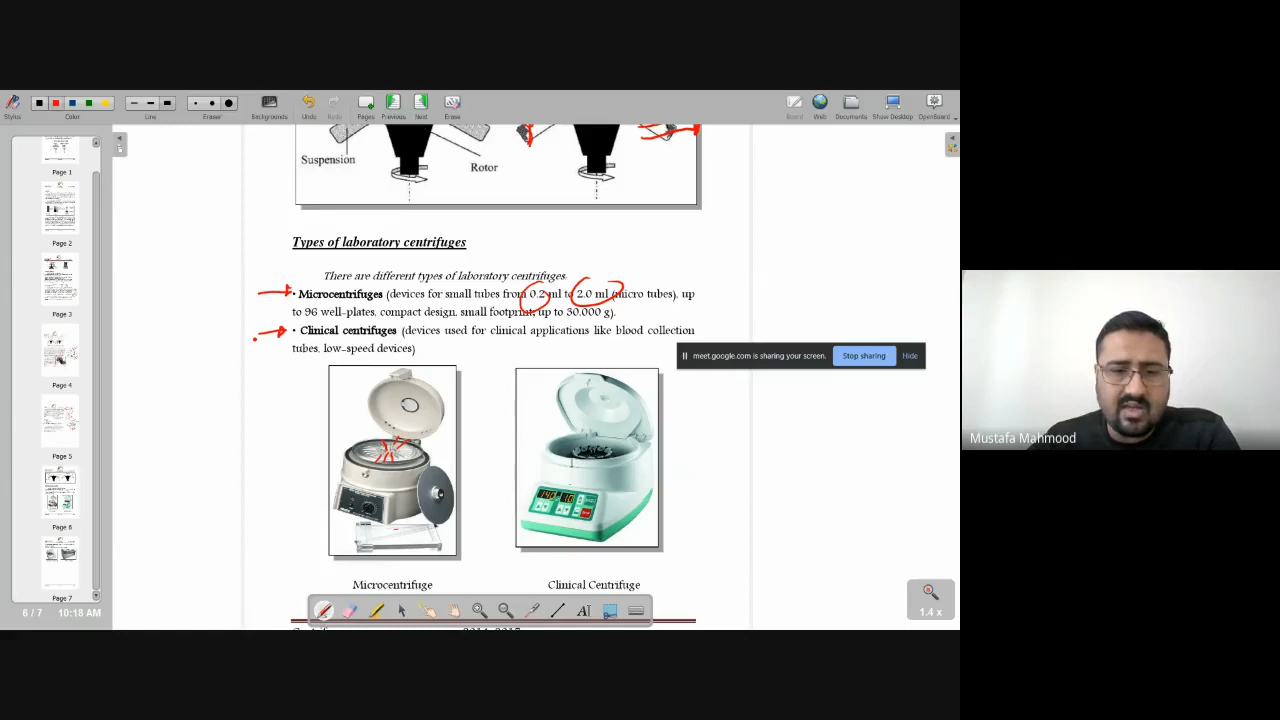 Stylus
Color
Line
Eraser
Backgrounds
Undo
Redo
Pages
Previous
Next
Erase
Board
Web
Documents
Show Desktop
OpenBoard
Page 1
Page 2
Page 3
Page 4
Page 5
Page 6
Page 7
6 / 7 10:18 AM
Suspension
Rotor
Types of laboratory centrifuges
There are different types of laboratory centrifuges.
• Microcentrifuges (devices for small tubes from 0.2 ml to 2.0 ml (micro tubes), up
to 96 well-plates, compact design, small footprint; up to 30.000 g).
• Clinical centrifuges (devices used for clinical applications like blood collection
tubes, low-speed devices)
meet.google.com is sharing your screen.
Stop sharing
Hide
Microcentrifuge
Clinical Centrifuge
1.4 x
Mustafa Mahmood